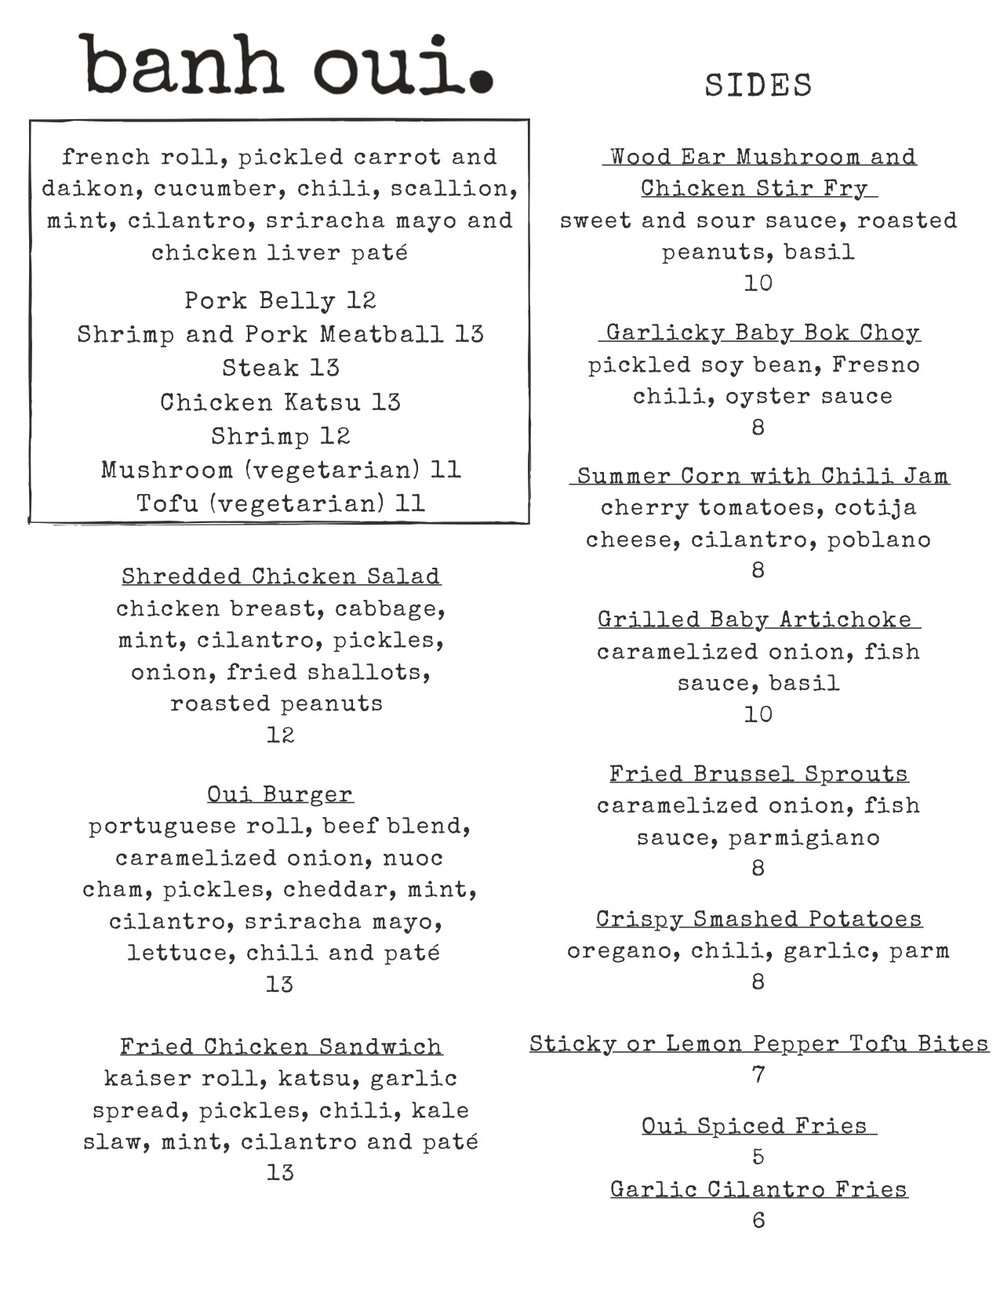 banh oui.
french roll, pickled carrot and
daikon, cucumber, chili, scallion,
mint, cilantro, sriracha mayo and
chicken liver paté
Pork Belly 12
Shrimp and Pork Meatball 13
Steak 13
Chicken Katsu 13
Shrimp 12
Mushroom (vegetarian) 11
Tofu (vegetarian) 11
Shredded Chicken Salad
chicken breast, cabbage,
mint, cilantro, pickles,
onion, fried shallots,
roasted peanuts
12
Oui Burger
portuguese roll, beef blend,
caramelized onion, nuoc
cham, pickles, cheddar, mint,
cilantro, sriracha mayo,
lettuce, chili and paté
13
Fried Chicken Sandwich
kaiser roll, katsu, garlic
spread, pickles, chili, kale
slaw, mint, cilantro and paté
13
SIDES
Wood Ear Mushroom and
Chicken Stir Fry
sweet and sour sauce, roasted
peanuts, basil
10
Garlicky Baby Bok Choy
pickled soy bean, Fresno
chili, oyster sauce
8
Summer Corn with Chili Jam
cherry tomatoes, cotija
cheese, cilantro, poblano
8
Grilled Baby Artichoke
caramelized onion, fish
sauce, basil
10
Fried Brussel Sprouts
caramelized onion, fish
sauce, parmigiano
8
Crispy Smashed Potatoes
oregano, chili, garlic, parm
8
Sticky or Lemon Pepper Tofu Bites
7
Oui Spiced Fries
5
Garlic Cilantro Fries
6